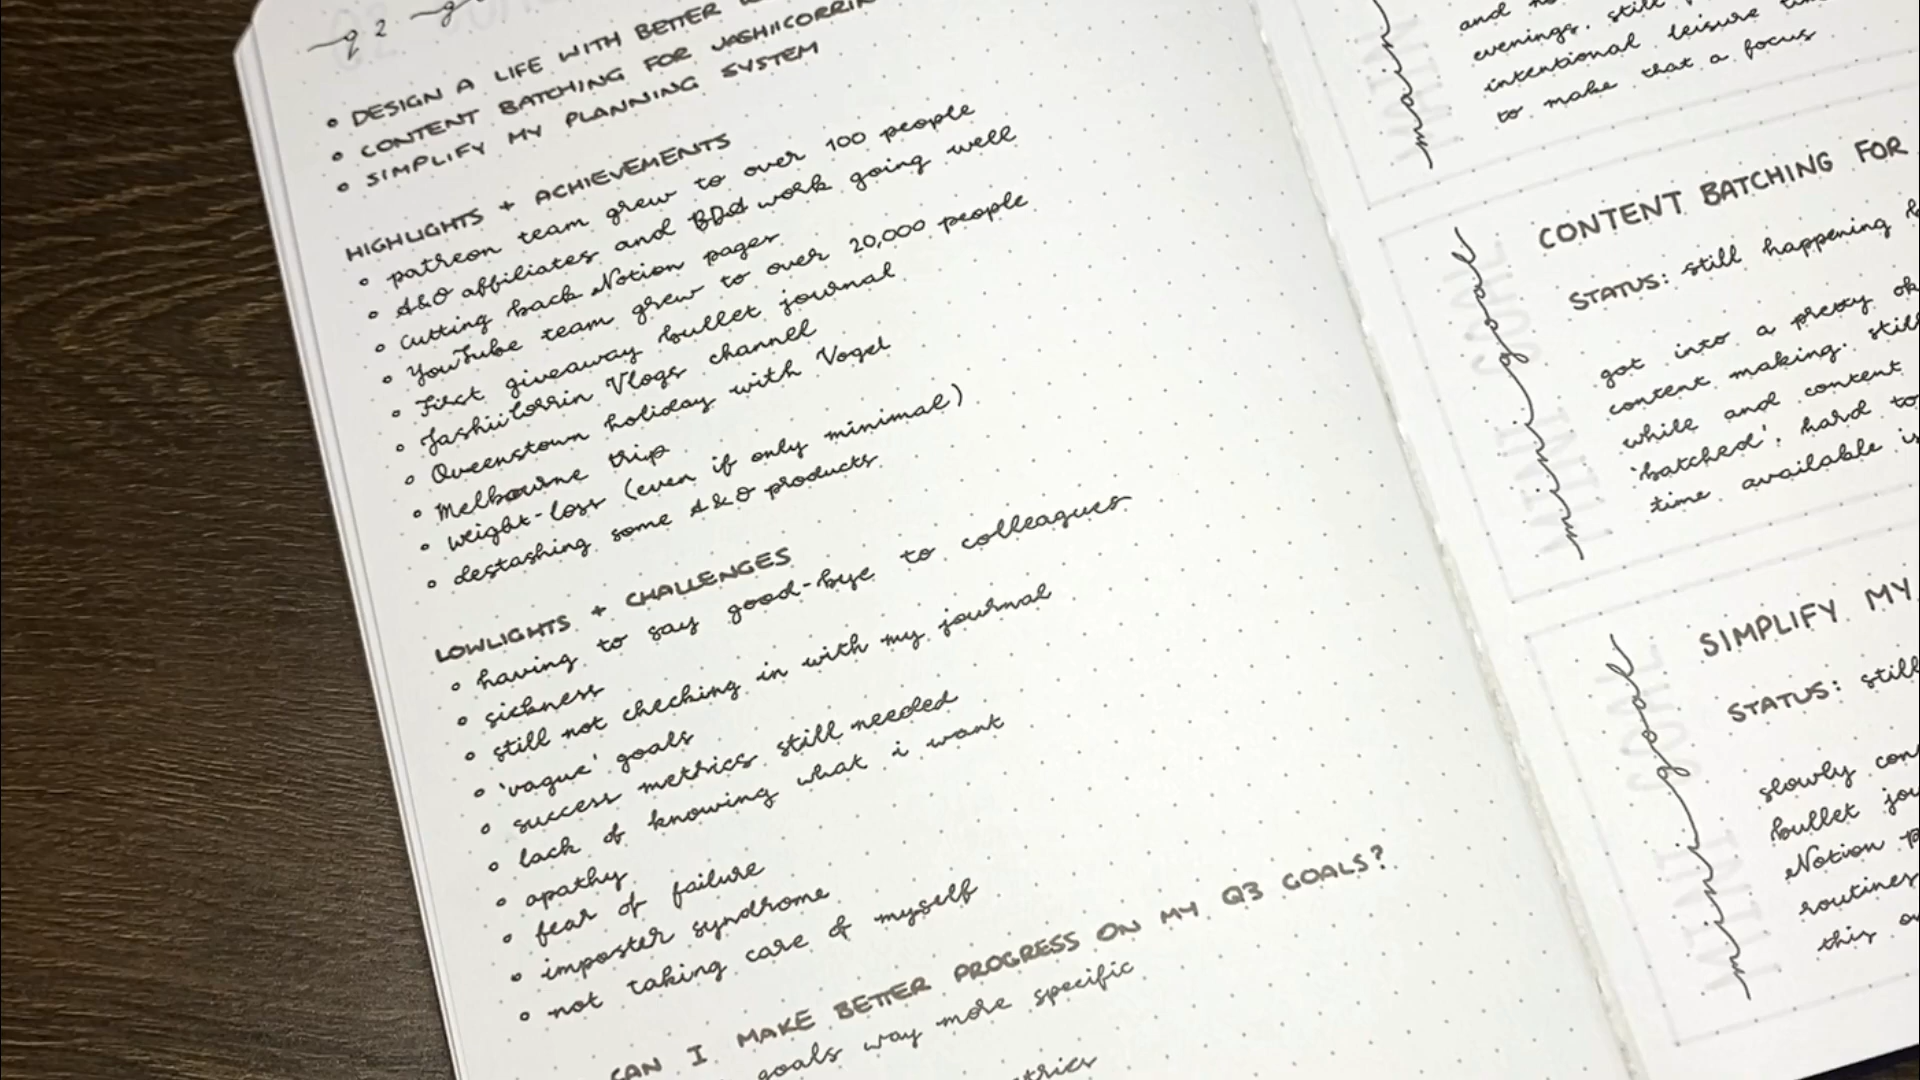 q2
• DESIGN A LIFE WITH BETTER
• CONTENT BATCHING FOR JASHIICORRIN
• SIMPLIFY MY PLANNING SYSTEM
HIGHLIGHTS + ACHIEVEMENTS
• patreon team grew to over 100 people
• A&O affiliates and BDA work going well
• Cutting back Notion pages
• YouTube team grew to over 20,000 people
• First giveaway bullet journal
• Jashiicorrin Vlogs channel
• Queenstown holiday with Vogel
• Melbourne trip
• Weight-loss (even if only minimal)
• destashing some A&O products
LOWLIGHTS + CHALLENGES
• having to say good-bye to colleagues
• sickness
• still not checking in with my journal
• 'vague' goals
• success metrics still needed
• lack of knowing what i want
• apathy
• fear of failure
• imposter syndrome
• not taking care of myself
CAN I MAKE BETTER PROGRESS ON MY Q3 GOALS?
goals way more specific
main
MAIN
and
evenings. still
intentional leisure
to make that a focus
mini goal
MINI GOAL
CONTENT BATCHING FOR
STATUS: still happening
got into a pretty ok
content making. still
while and content
'batched'. hard to
time available is
mini goal
MINI GOAL
SIMPLIFY MY
STATUS: still
slowly
bullet
Notion
routines
this